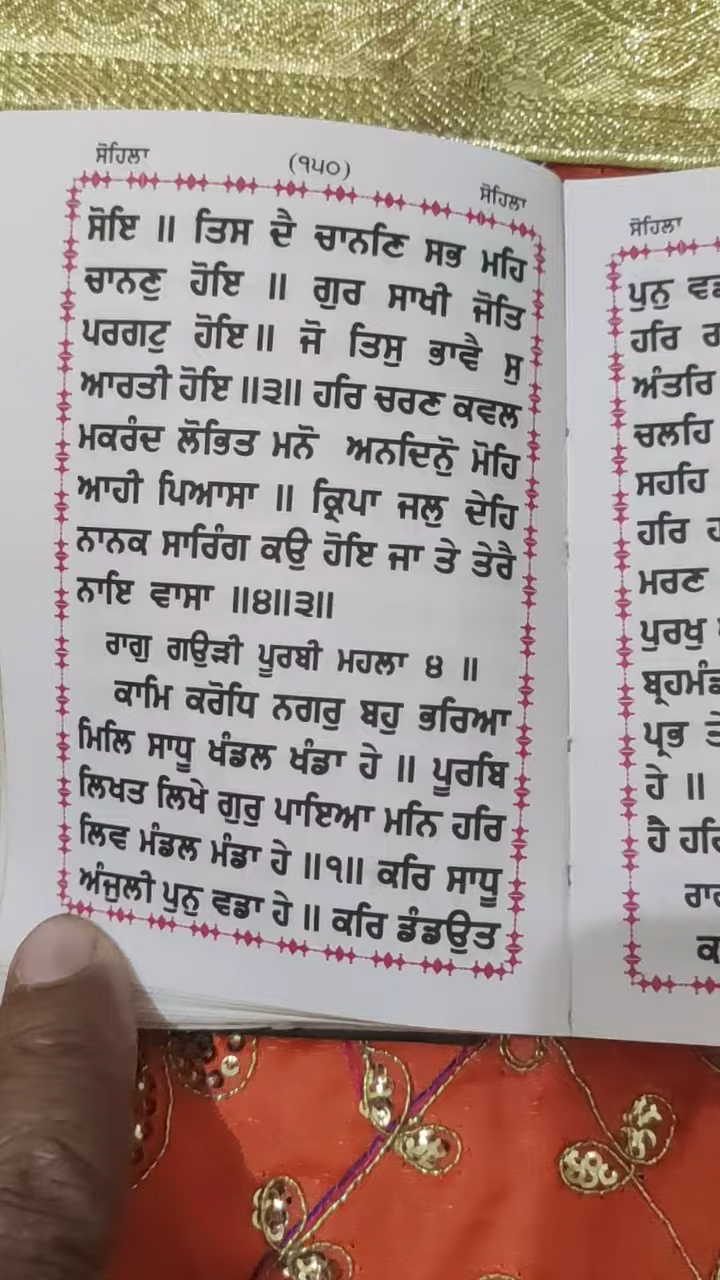 ਸੋਹਿਲਾ (੧੫੦) ਸੋਹਿਲਾ
ਸੋਇ ॥ ਤਿਸ ਦੈ ਚਾਨਣਿ ਸਭ ਮਹਿ
ਚਾਨਣੁ ਹੋਇ ॥ ਗੁਰ ਸਾਖੀ ਜੋਤਿ
ਪਰਗਟੁ ਹੋਇ॥ ਜੋ ਤਿਸੁ ਭਾਵੈ ਸੁ
ਆਰਤੀ ਹੋਇ ॥੩॥ ਹਰਿ ਚਰਣ ਕਵਲ
ਮਕਰੰਦ ਲੋਭਿਤ ਮਨੋ ਅਨਦਿਨੋੁ ਮੋਹਿ
ਆਹੀ ਪਿਆਸਾ ॥ ਕ੍ਰਿਪਾ ਜਲੁ ਦੇਹਿ
ਨਾਨਕ ਸਾਰਿੰਗ ਕਉ ਹੋਇ ਜਾ ਤੇ ਤੇਰੈ
ਨਾਇ ਵਾਸਾ ॥੪॥੩॥
ਰਾਗੁ ਗਉੜੀ ਪੂਰਬੀ ਮਹਲਾ ੪ ॥
ਕਾਮਿ ਕਰੋਧਿ ਨਗਰੁ ਬਹੁ ਭਰਿਆ
ਮਿਲਿ ਸਾਧੂ ਖੰਡਲ ਖੰਡਾ ਹੇ ॥ ਪੂਰਬਿ
ਲਿਖਤ ਲਿਖੇ ਗੁਰੁ ਪਾਇਆ ਮਨਿ ਹਰਿ
ਲਿਵ ਮੰਡਲ ਮੰਡਾ ਹੇ ॥੧॥ ਕਰਿ ਸਾਧੂ
ਅੰਜੁਲੀ ਪੁਨੁ ਵਡਾ ਹੇ ॥ ਕਰਿ ਡੰਡਉਤ
ਸੋਹਿਲਾ
ਪੁਨੁ
ਹਰਿ
ਅੰਤਰਿ
ਚਲਹਿ
ਸਹਹਿ
ਹਰਿ
ਮਰਣ
ਪੁਰਖੁ
ਪ੍ਰਭ
ਹੇ ॥
ਹੈ